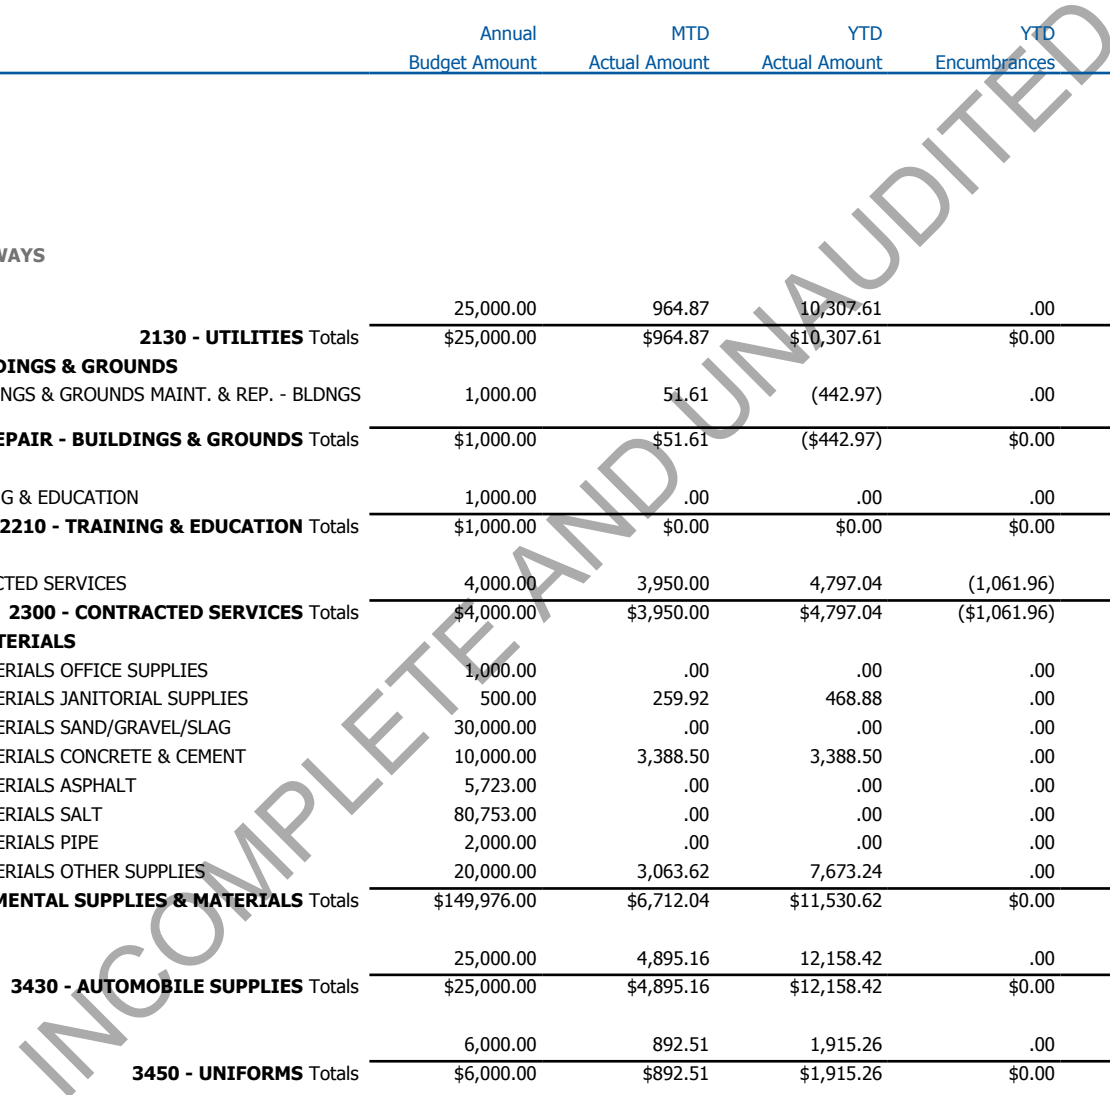 Annual MTD YTD YTD
Budget Amount Actual Amount Actual Amount Encumbrances
WAYS
25,000.00 964.87 10,307.61 .00
2130 - UTILITIES Totals $25,000.00 $964.87 $10,307.61 $0.00
DINGS & GROUNDS
NGS & GROUNDS MAINT. & REP. - BLDNGS 1,000.00 51.61 (442.97) .00
EPAIR - BUILDINGS & GROUNDS Totals $1,000.00 $51.61 ($442.97) $0.00
G & EDUCATION 1,000.00 .00 .00 .00
2210 - TRAINING & EDUCATION Totals $1,000.00 $0.00 $0.00 $0.00
CTED SERVICES 4,000.00 3,950.00 4,797.04 (1,061.96)
2300 - CONTRACTED SERVICES Totals $4,000.00 $3,950.00 $4,797.04 ($1,061.96)
TERIALS
ERIALS OFFICE SUPPLIES 1,000.00 .00 .00 .00
ERIALS JANITORIAL SUPPLIES 500.00 259.92 468.88 .00
ERIALS SAND/GRAVEL/SLAG 30,000.00 .00 .00 .00
ERIALS CONCRETE & CEMENT 10,000.00 3,388.50 3,388.50 .00
ERIALS ASPHALT 5,723.00 .00 .00 .00
ERIALS SALT 80,753.00 .00 .00 .00
ERIALS PIPE 2,000.00 .00 .00 .00
ERIALS OTHER SUPPLIES 20,000.00 3,063.62 7,673.24 .00
MENTAL SUPPLIES & MATERIALS Totals $149,976.00 $6,712.04 $11,530.62 $0.00
25,000.00 4,895.16 12,158.42 .00
3430 - AUTOMOBILE SUPPLIES Totals $25,000.00 $4,895.16 $12,158.42 $0.00
6,000.00 892.51 1,915.26 .00
3450 - UNIFORMS Totals $6,000.00 $892.51 $1,915.26 $0.00
INCOMPLETE AND UNAUDITED